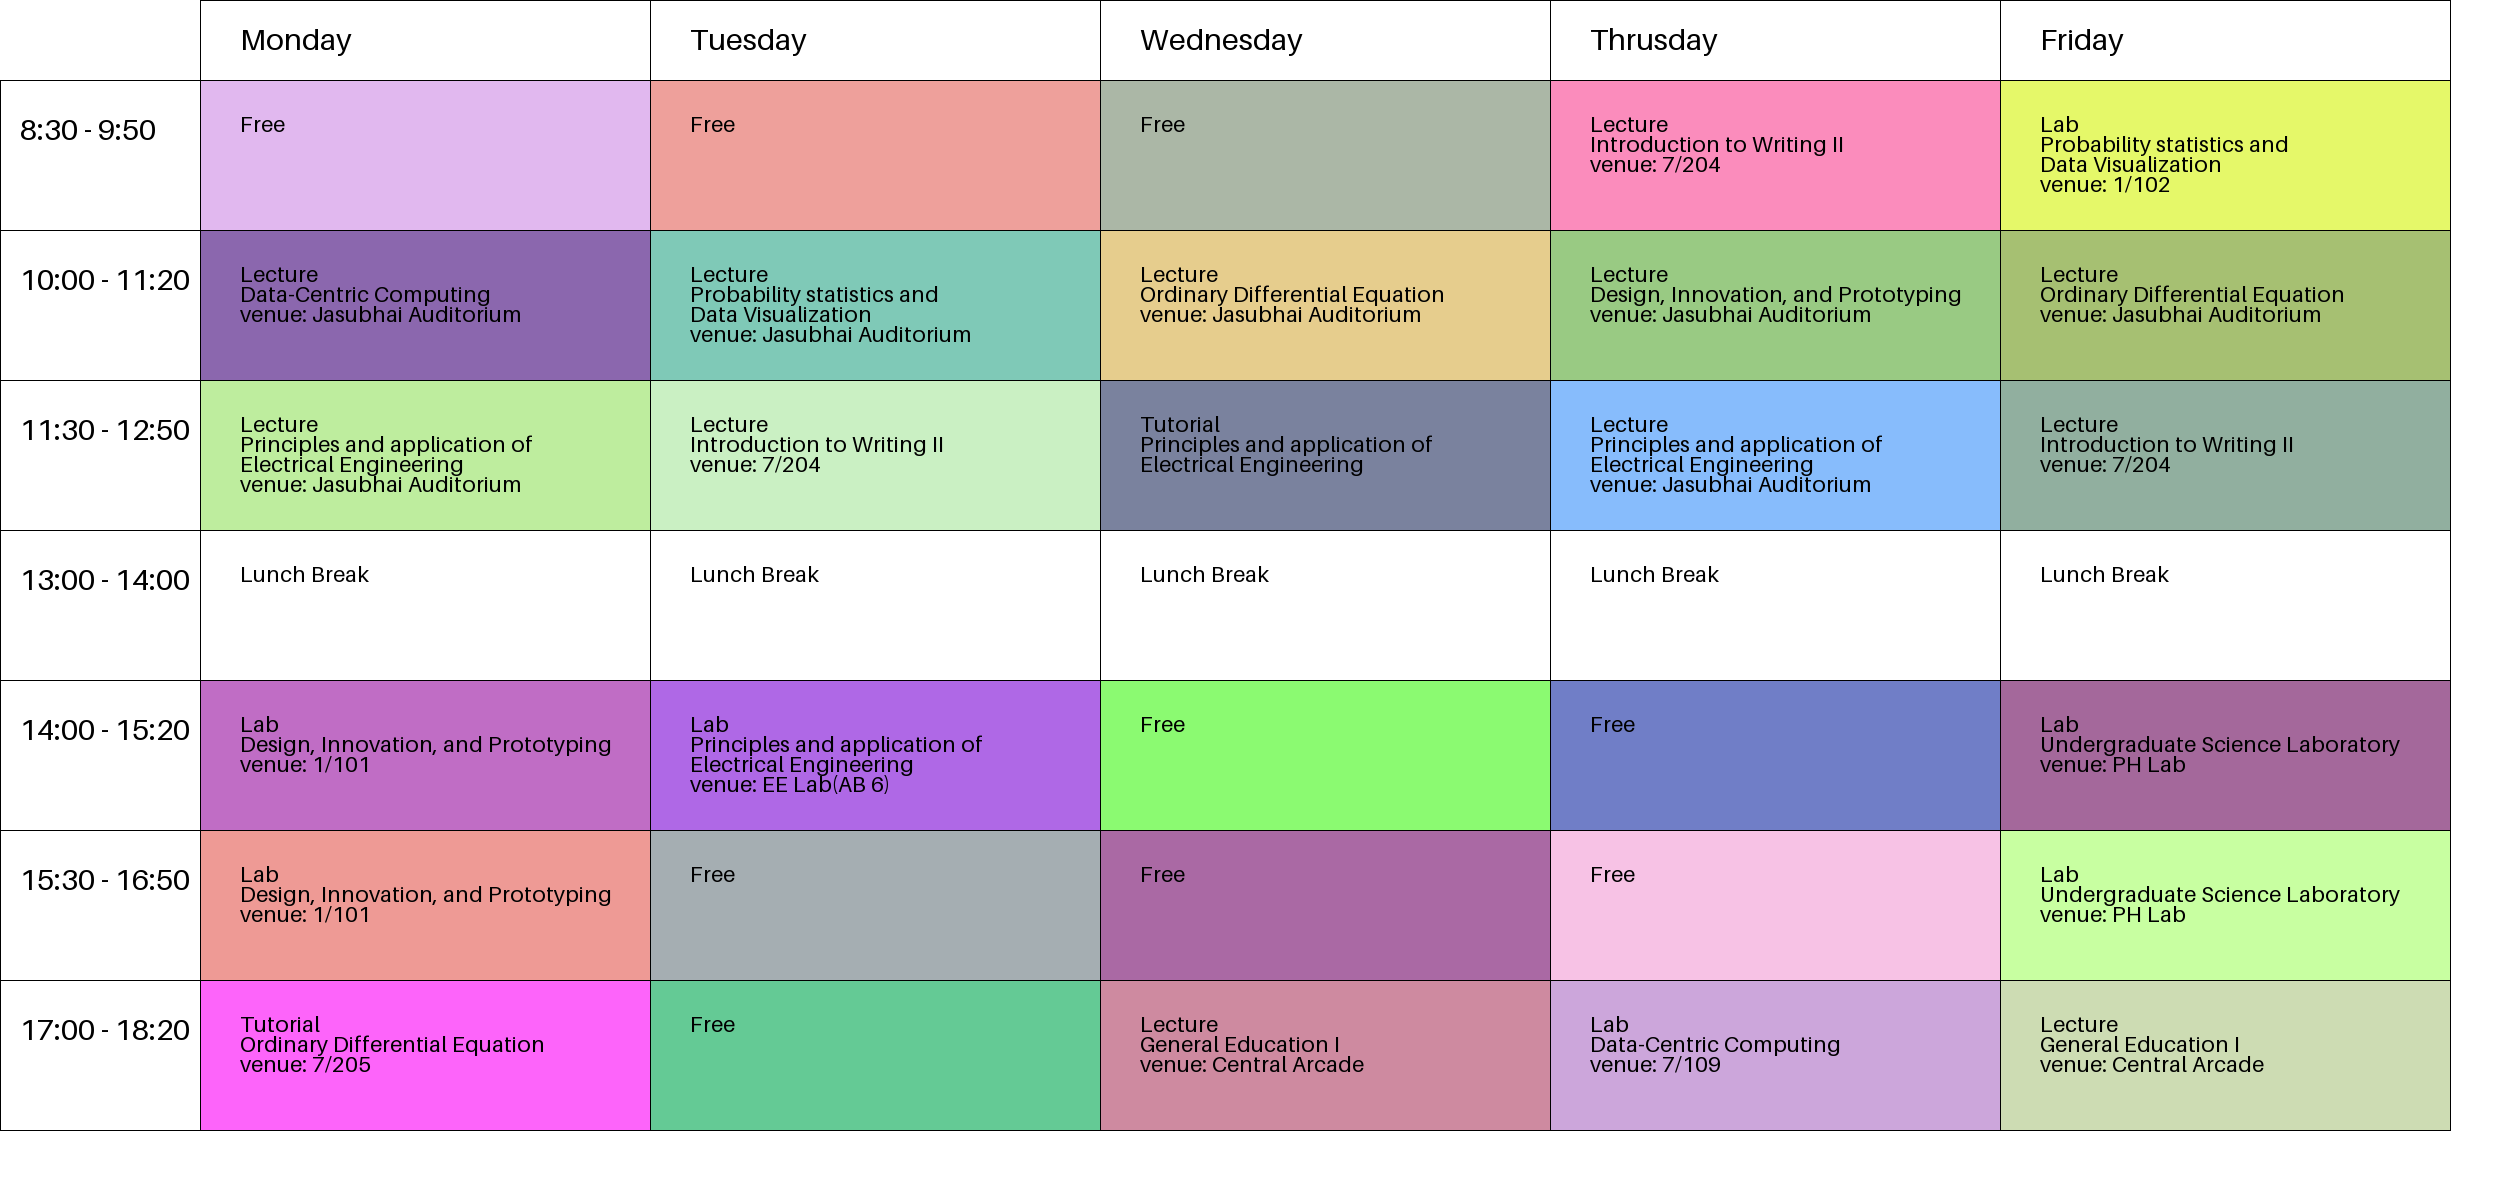 Monday
Tuesday
Wednesday
Thrusday
Friday
8:30 - 9:50
Free
Free
Free
Lecture
Introduction to Writing II
venue: 7/204
Lab
Probability statistics and
Data Visualization
venue: 1/102
10:00 - 11:20
Lecture
Data-Centric Computing
venue: Jasubhai Auditorium
Lecture
Probability statistics and
Data Visualization
venue: Jasubhai Auditorium
Lecture
Ordinary Differential Equation
venue: Jasubhai Auditorium
Lecture
Design, Innovation, and Prototyping
venue: Jasubhai Auditorium
Lecture
Ordinary Differential Equation
venue: Jasubhai Auditorium
11:30 - 12:50
Lecture
Principles and application of
Electrical Engineering
venue: Jasubhai Auditorium
Lecture
Introduction to Writing II
venue: 7/204
Tutorial
Principles and application of
Electrical Engineering
Lecture
Principles and application of
Electrical Engineering
venue: Jasubhai Auditorium
Lecture
Introduction to Writing II
venue: 7/204
13:00 - 14:00
Lunch Break
Lunch Break
Lunch Break
Lunch Break
Lunch Break
14:00 - 15:20
Lab
Design, Innovation, and Prototyping
venue: 1/101
Lab
Principles and application of
Electrical Engineering
venue: EE Lab(AB 6)
Free
Free
Lab
Undergraduate Science Laboratory
venue: PH Lab
15:30 - 16:50
Lab
Design, Innovation, and Prototyping
venue: 1/101
Free
Free
Free
Lab
Undergraduate Science Laboratory
venue: PH Lab
17:00 - 18:20
Tutorial
Ordinary Differential Equation
venue: 7/205
Free
Lecture
General Education I
venue: Central Arcade
Lab
Data-Centric Computing
venue: 7/109
Lecture
General Education I
venue: Central Arcade